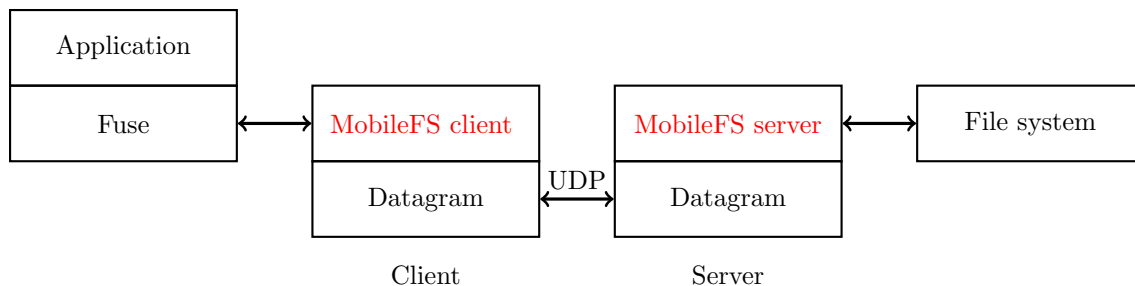 Application
Fuse
MobileFS client
MobileFS server
File system
UDP
Datagram
Datagram
Client
Server